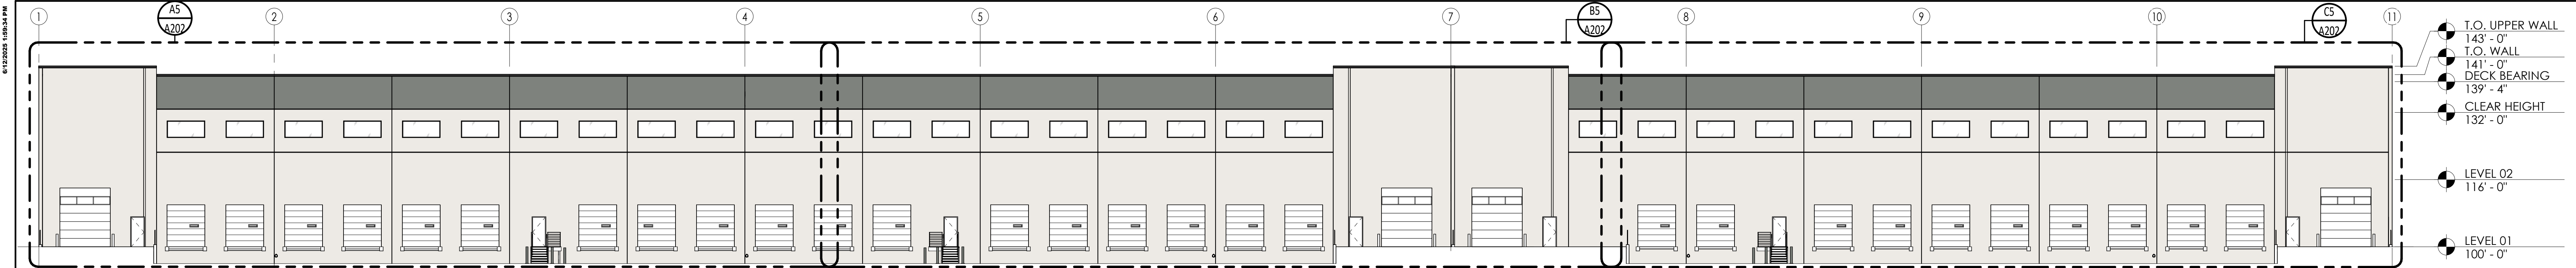 6/12/2025 1:59:34 PM
1
A5
A202
2
3
4
5
6
7
B5
A202
8
9
10
C5
A202
11
T.O. UPPER WALL
143' - 0"
T.O. WALL
141' - 0"
DECK BEARING
139' - 4"
CLEAR HEIGHT
132' - 0"
LEVEL 02
116' - 0"
LEVEL 01
100' - 0"